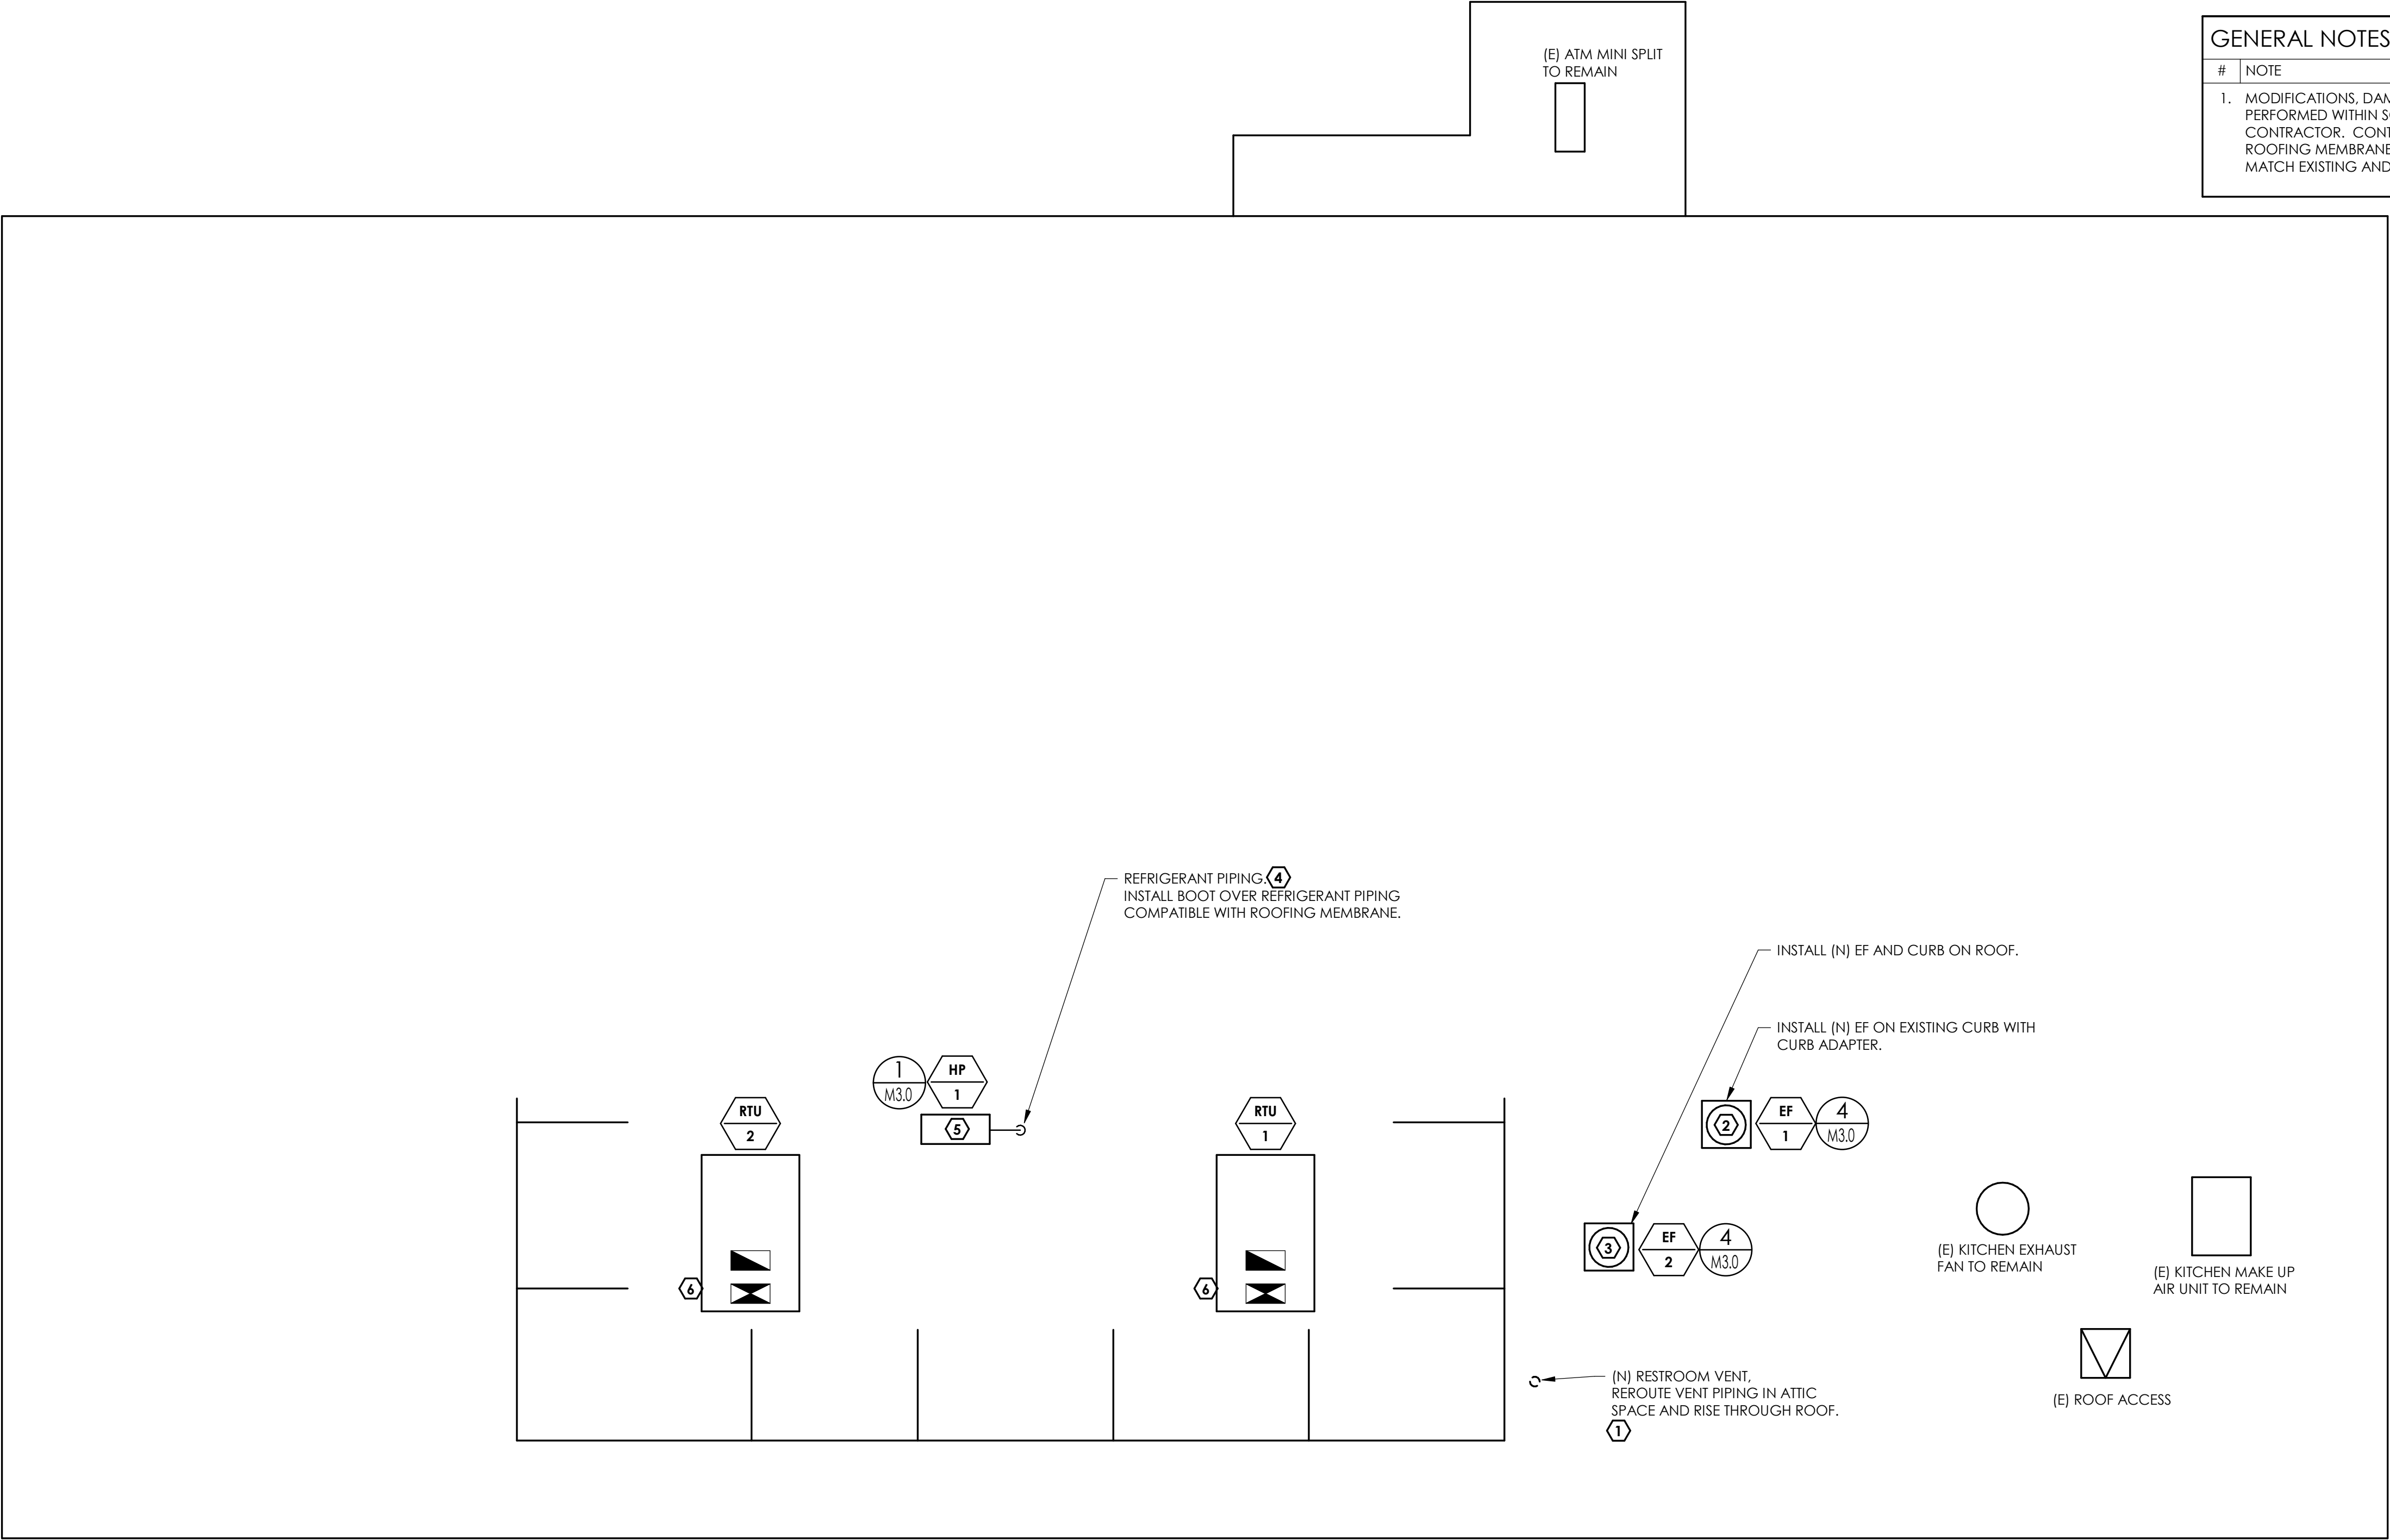 (E) ATM MINI SPLIT
TO REMAIN
GENERAL NOTES
# NOTE
1. MODIFICATIONS,
PERFORMED WITHIN
CONTRACTOR.
ROOFING
MATCH EXISTING AND
REFRIGERANT PIPING. 4
INSTALL BOOT OVER REFRIGERANT PIPING
COMPATIBLE WITH ROOFING MEMBRANE.
INSTALL (N) EF AND CURB ON ROOF.
INSTALL (N) EF ON EXISTING CURB WITH
CURB ADAPTER.
1
M3.0
HP
1
5
RTU
2
6
RTU
1
6
2
EF
1
4
M3.0
3
EF
2
4
M3.0
(E) KITCHEN EXHAUST
FAN TO REMAIN
(E) KITCHEN MAKE UP
AIR UNIT TO REMAIN
(E) ROOF ACCESS
(N) RESTROOM VENT,
REROUTE VENT PIPING IN ATTIC
SPACE AND RISE THROUGH ROOF.
1